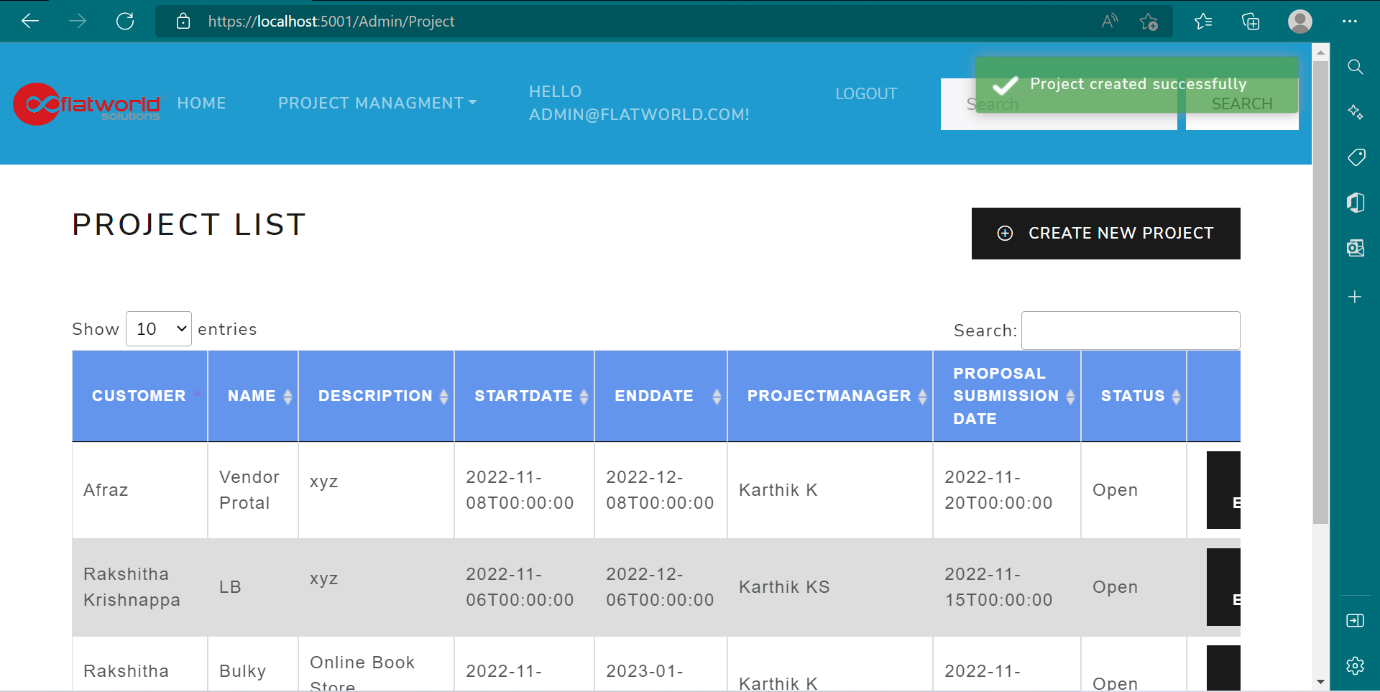 https://localhost:5001/Admin/Project
flatworld
solutions
HOME
PROJECT MANAGMENT
HELLO
ADMIN@FLATWORLD.COM!
LOGOUT
Search
SEARCH
Project created successfully
PROJECT LIST
CREATE NEW PROJECT
Show 10 entries
Search:
CUSTOMER NAME DESCRIPTION STARTDATE ENDDATE PROJECTMANAGER PROPOSAL SUBMISSION DATE STATUS
Afraz Vendor Protal xyz 2022-11-08T00:00:00 2022-12-08T00:00:00 Karthik K 2022-11-20T00:00:00 Open E
Rakshitha Krishnappa LB xyz 2022-11-06T00:00:00 2022-12-06T00:00:00 Karthik KS 2022-11-15T00:00:00 Open E
Rakshitha Bulky Online Book Store 2022-11- 2023-01- Karthik K 2022-11- Open